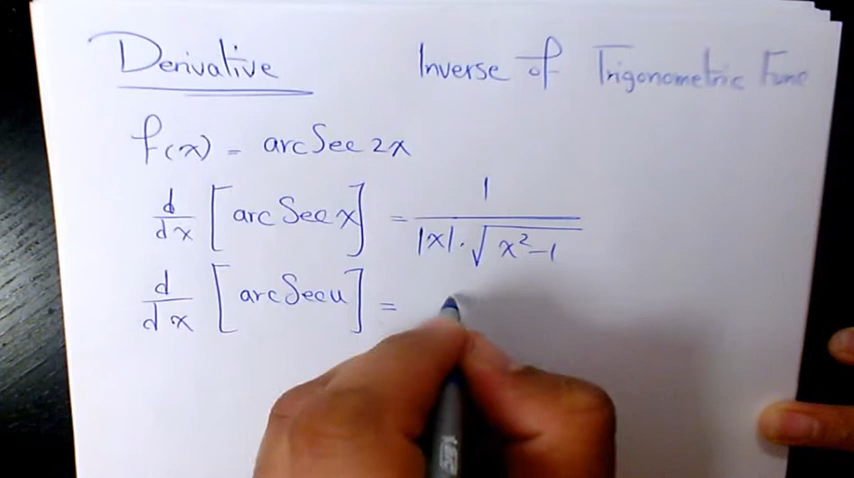 Derivative Inverse of Trigonometric Func
f(x) = arcSec 2x
d/dx [arcSec x] = 1/(|x|·√(x²-1))
d/dx [arcSec u] =